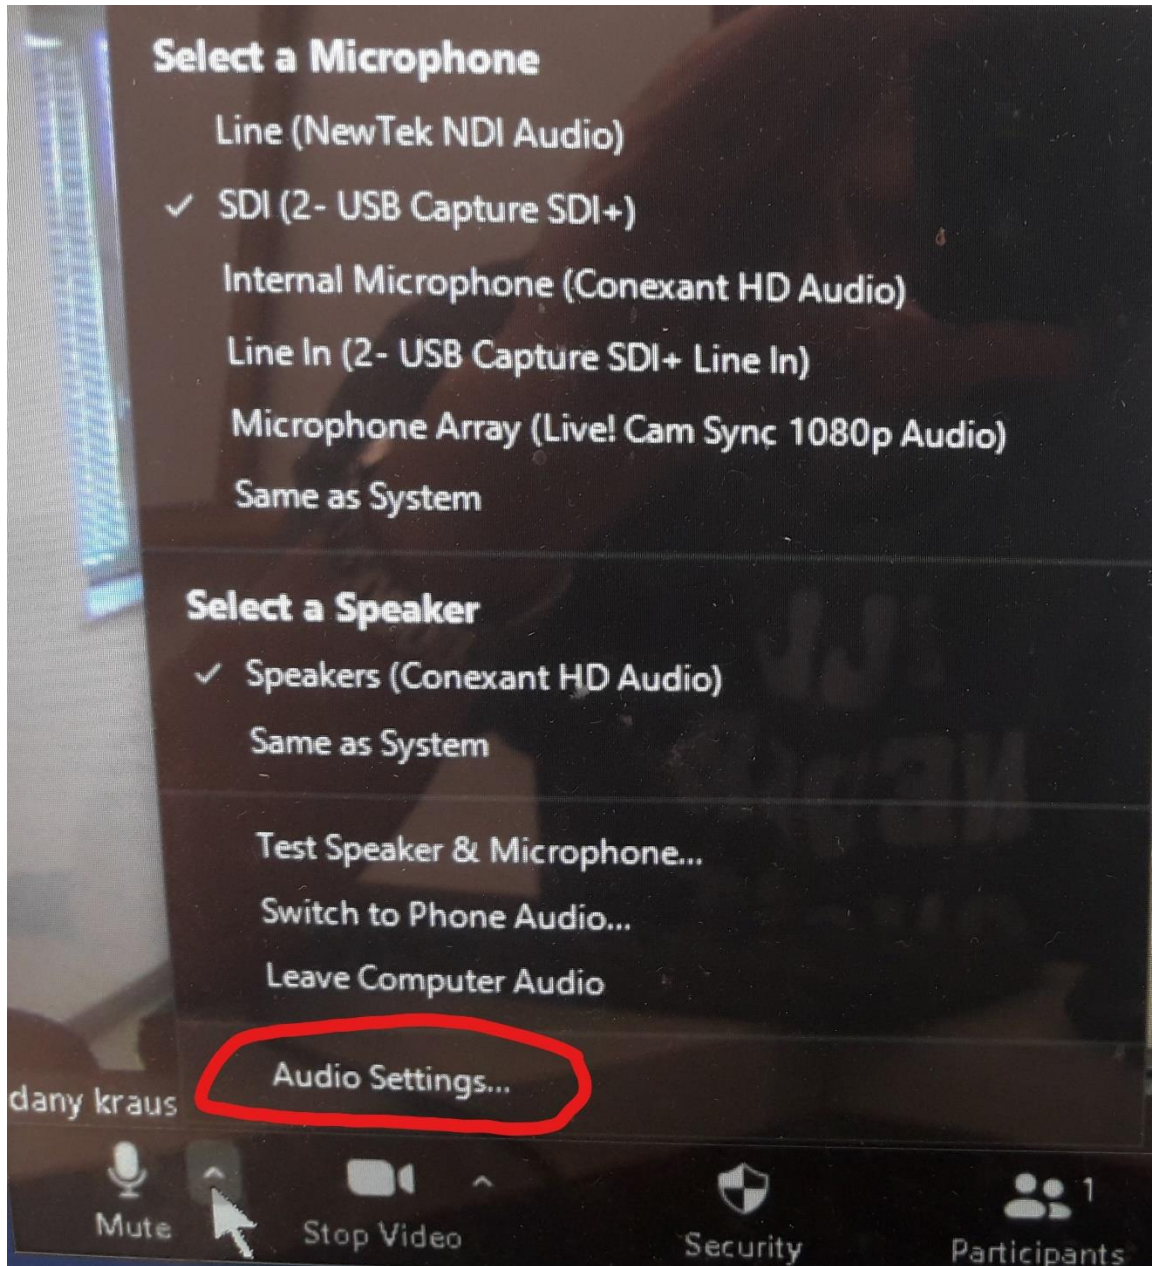 Select a Microphone
Line (NewTek NDI Audio)
SDI (2- USB Capture SDI+)
Internal Microphone (Conexant HD Audio)
Line In (2- USB Capture SDI+ Line In)
Microphone Array (Live! Cam Sync 1080p Audio)
Same as System
Select a Speaker
Speakers (Conexant HD Audio)
Same as System
Test Speaker & Microphone...
Switch to Phone Audio...
Leave Computer Audio
Audio Settings...
dany kraus
1
Mute
Stop Video
Security
Participants